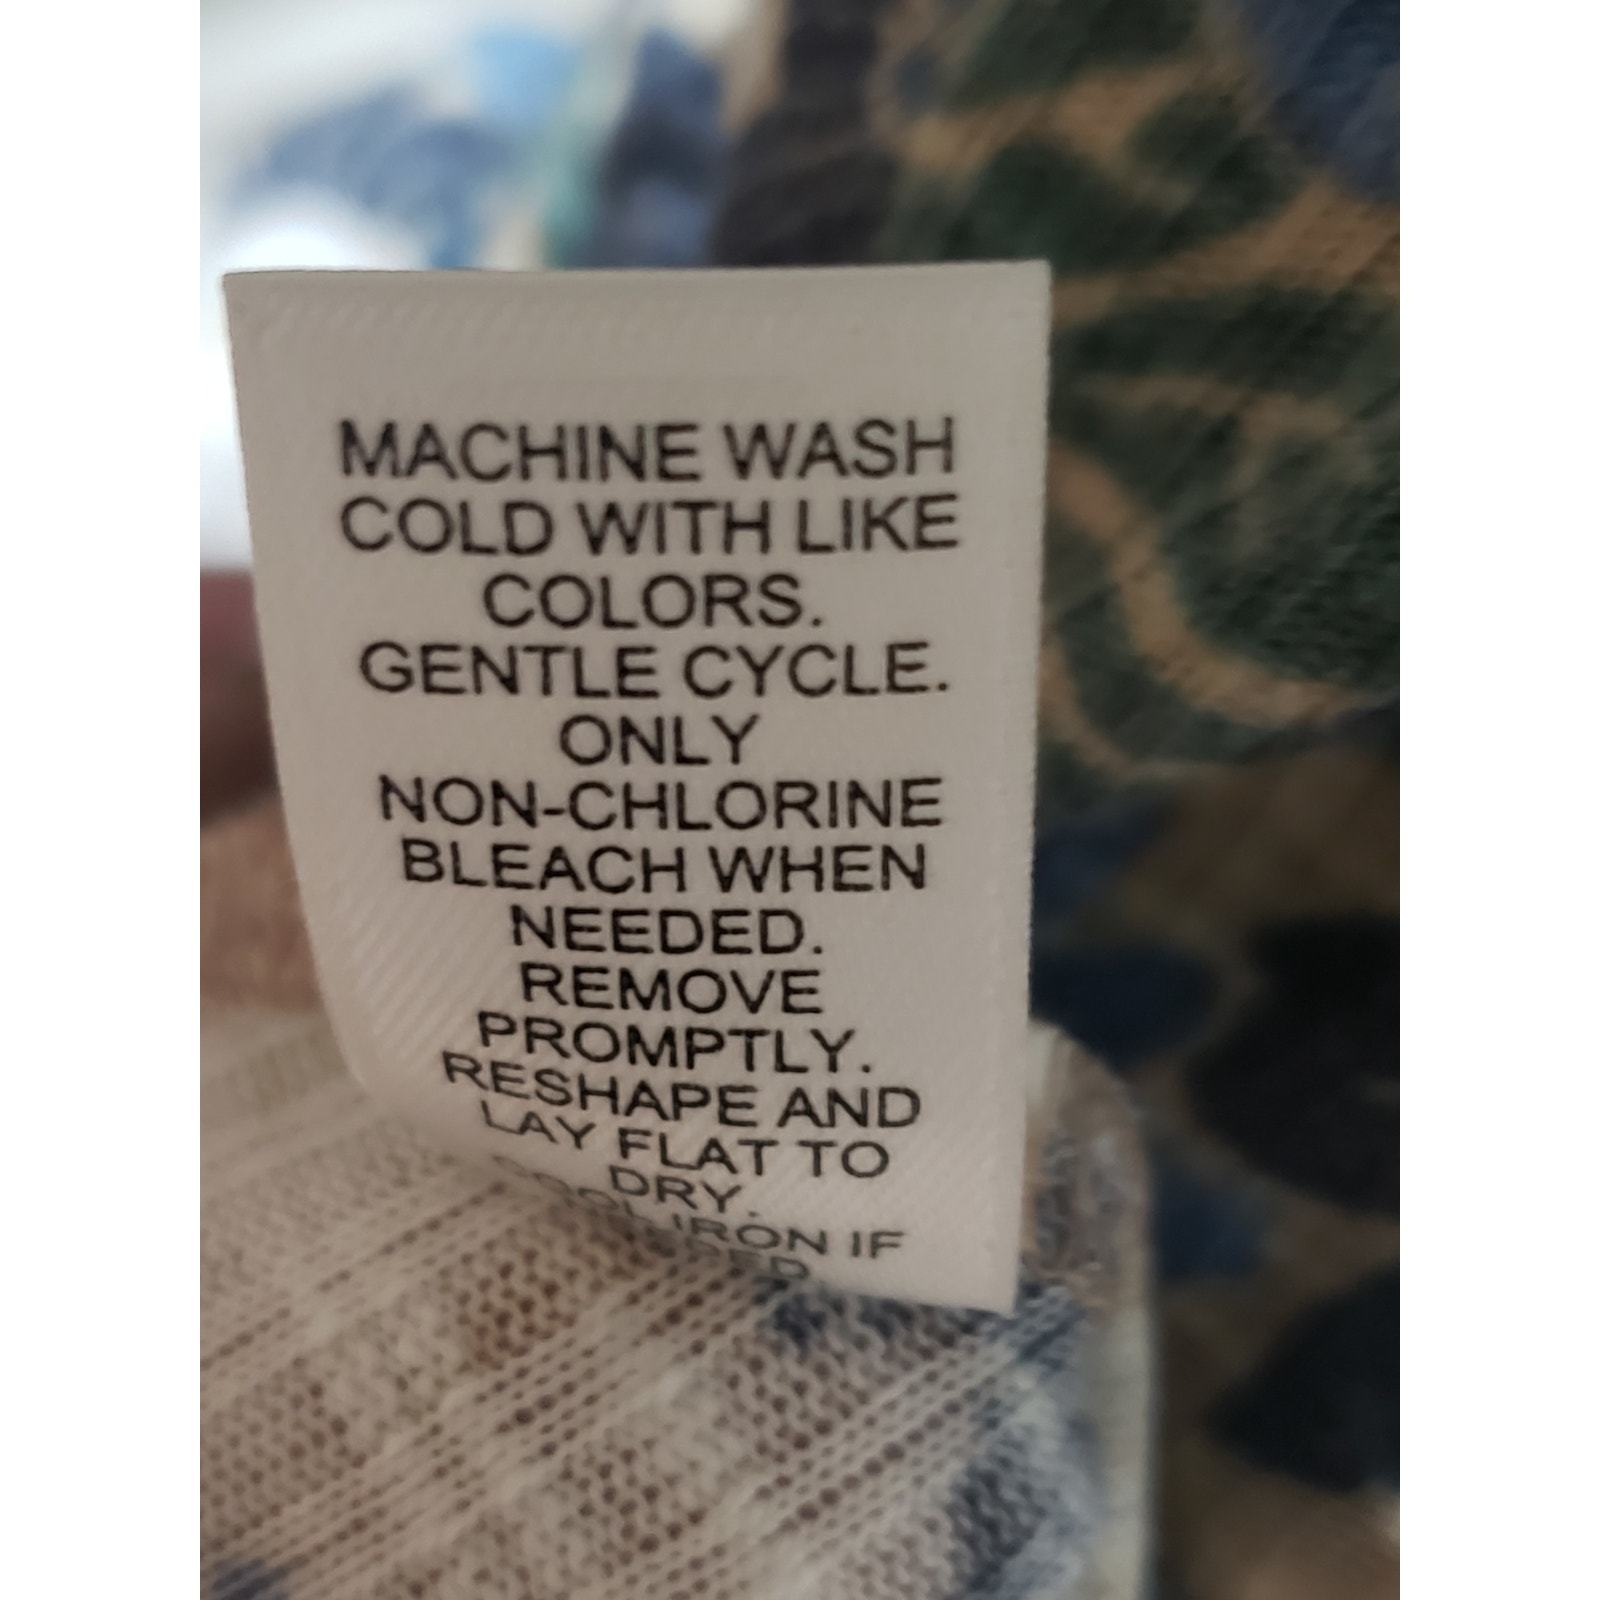 MACHINE WASH
COLD WITH LIKE
COLORS.
GENTLE CYCLE.
ONLY
NON-CHLORINE
BLEACH WHEN
NEEDED.
REMOVE
PROMPTLY.
RESHAPE AND
LAY FLAT TO
DRY.
COOL IRON IF